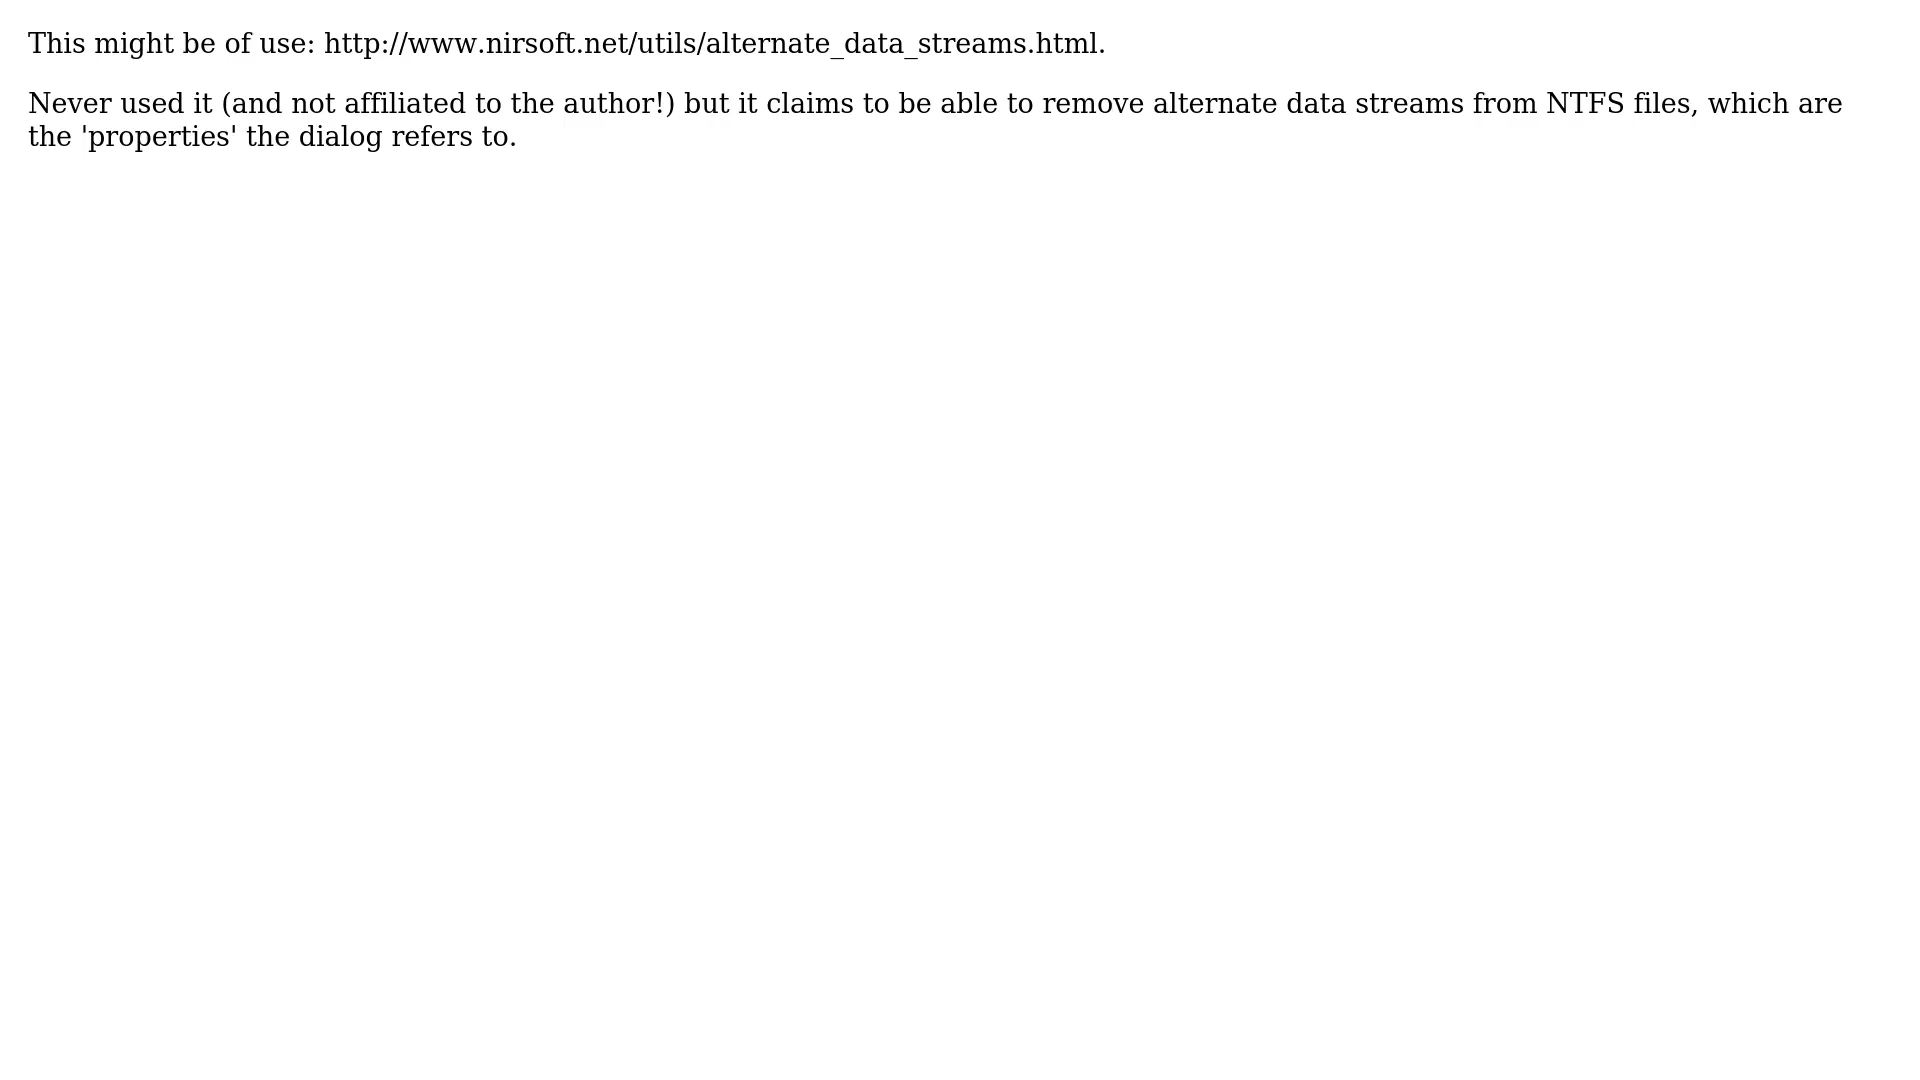 This might be of use: http://www.nirsoft.net/utils/alternate_data_streams.html.
Never used it (and not affiliated to the author!) but it claims to be able to remove alternate data streams from NTFS files, which are
the 'properties' the dialog refers to.